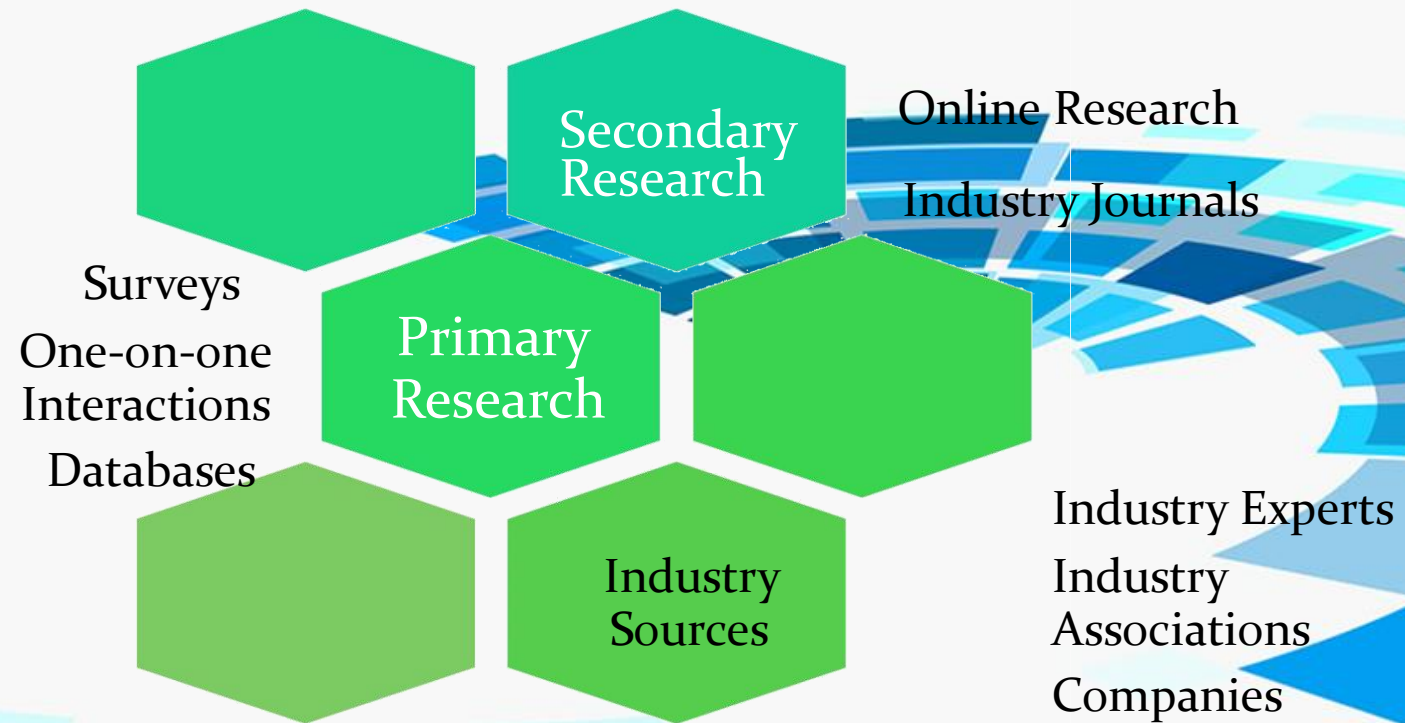 Secondary
Research
Online Research
Industry Journals
Surveys
One-on-one
Interactions
Databases
Primary
Research
Industry
Sources
Industry Experts
Industry
Associations
Companies